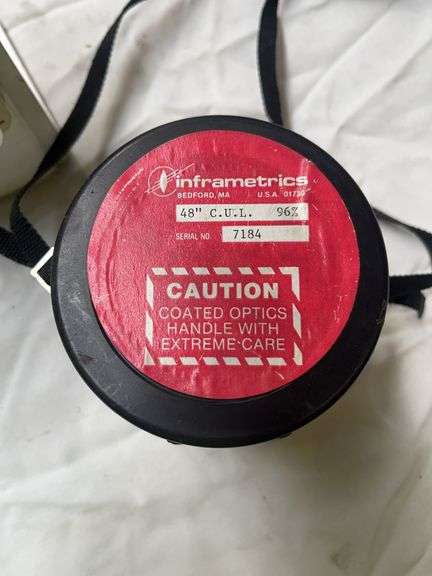 inframetrics
BEDFORD, MA U.S.A. 01730
48" C.U.L. 96%
SERIAL NO. 7184
CAUTION
COATED OPTICS
HANDLE WITH
EXTREME CARE